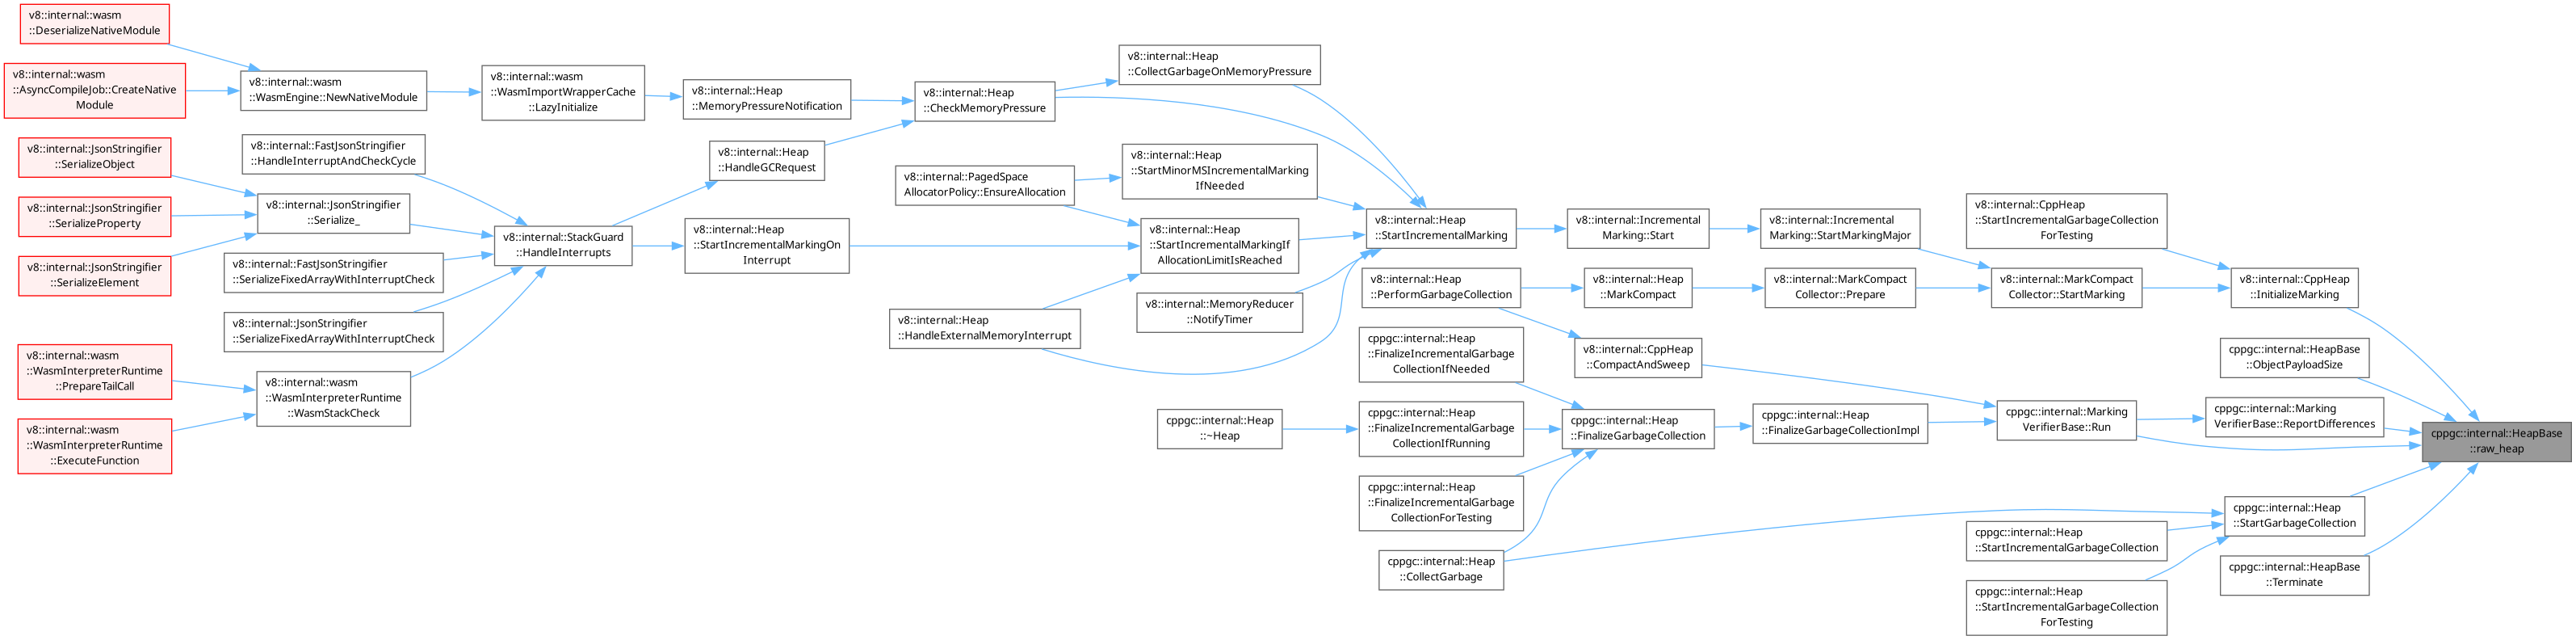 v8::internal::wasm
::DeserializeNativeModule
v8::internal::wasm
::AsyncCompileJob::CreateNative
Module
v8::internal::JsonStringifier
::SerializeObject
v8::internal::JsonStringifier
::SerializeProperty
v8::internal::JsonStringifier
::SerializeElement
v8::internal::wasm
::WasmInterpreterRuntime
::PrepareTailCall
v8::internal::wasm
::WasmInterpreterRuntime
::ExecuteFunction
v8::internal::wasm
::WasmEngine::NewNativeModule
v8::internal::FastJsonStringifier
::HandleInterruptAndCheckCycle
v8::internal::JsonStringifier
::Serialize_
v8::internal::FastJsonStringifier
::SerializeFixedArrayWithInterruptCheck
v8::internal::JsonStringifier
::SerializeFixedArrayWithInterruptCheck
v8::internal::wasm
::WasmInterpreterRuntime
::WasmStackCheck
v8::internal::wasm
::WasmImportWrapperCache
::LazyInitialize
v8::internal::StackGuard
::HandleInterrupts
v8::internal::Heap
::MemoryPressureNotification
v8::internal::Heap
::HandleGCRequest
v8::internal::Heap
::StartIncrementalMarkingOn
Interrupt
v8::internal::Heap
::CheckMemoryPressure
v8::internal::PagedSpace
AllocatorPolicy::EnsureAllocation
v8::internal::Heap
::HandleExternalMemoryInterrupt
v8::internal::Heap
::CollectGarbageOnMemoryPressure
v8::internal::Heap
::StartMinorMSIncrementalMarking
IfNeeded
v8::internal::Heap
::StartIncrementalMarkingIf
AllocationLimitIsReached
v8::internal::MemoryReducer
::NotifyTimer
cppgc::internal::Heap
::~Heap
v8::internal::Heap
::StartIncrementalMarking
v8::internal::Heap
::PerformGarbageCollection
cppgc::internal::Heap
::FinalizeIncrementalGarbage
CollectionIfNeeded
cppgc::internal::Heap
::FinalizeIncrementalGarbage
CollectionIfRunning
cppgc::internal::Heap
::FinalizeIncrementalGarbage
CollectionForTesting
cppgc::internal::Heap
::CollectGarbage
v8::internal::Incremental
Marking::Start
v8::internal::Heap
::MarkCompact
v8::internal::CppHeap
::CompactAndSweep
cppgc::internal::Heap
::FinalizeGarbageCollection
v8::internal::Incremental
Marking::StartMarkingMajor
v8::internal::MarkCompact
Collector::Prepare
cppgc::internal::Heap
::FinalizeGarbageCollectionImpl
v8::internal::CppHeap
::StartIncrementalGarbageCollection
ForTesting
v8::internal::MarkCompact
Collector::StartMarking
cppgc::internal::Marking
VerifierBase::Run
cppgc::internal::Heap
::StartIncrementalGarbageCollection
cppgc::internal::Heap
::StartIncrementalGarbageCollection
ForTesting
v8::internal::CppHeap
::InitializeMarking
cppgc::internal::HeapBase
::ObjectPayloadSize
cppgc::internal::Marking
VerifierBase::ReportDifferences
cppgc::internal::Heap
::StartGarbageCollection
cppgc::internal::HeapBase
::Terminate
cppgc::internal::HeapBase
::raw_heap